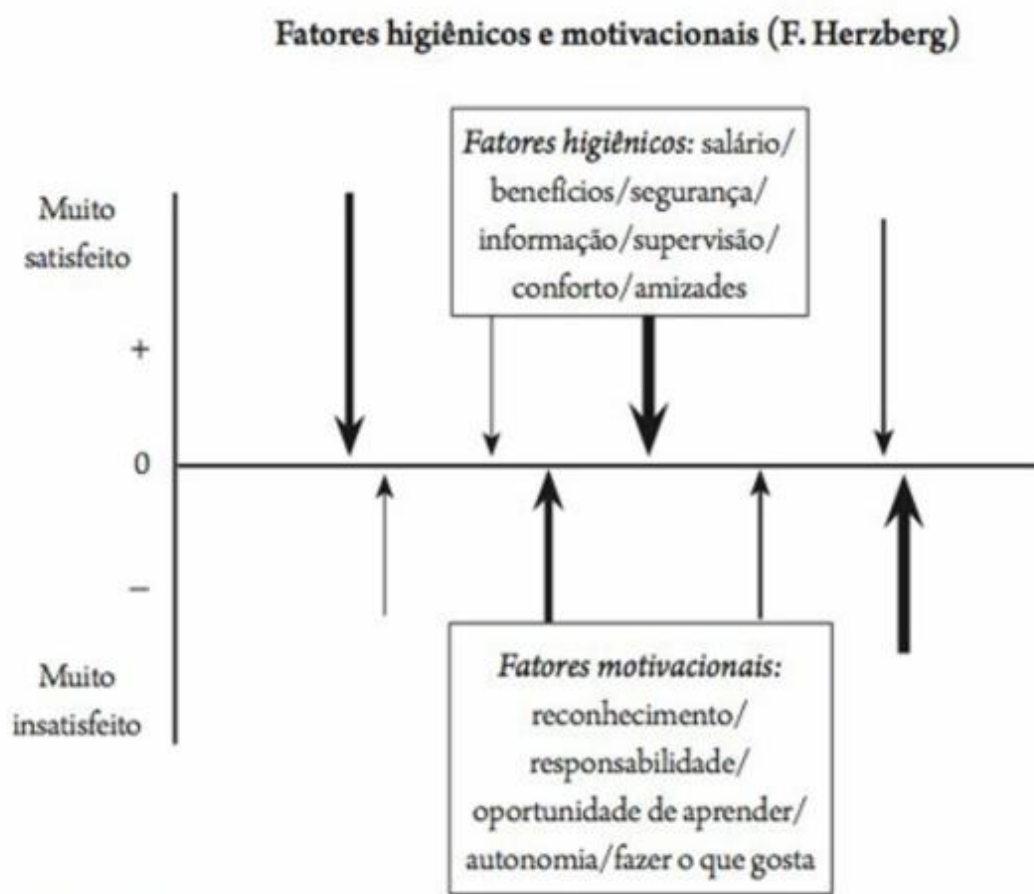 Fatores higiênicos e motivacionais (F. Herzberg)
Fatores higiênicos: salário/
benefícios/segurança/
informação/supervisão/
conforto/amizades
Muito
satisfeito
+
0
–
Muito
insatisfeito
Fatores motivacionais:
reconhecimento/
responsabilidade/
oportunidade de aprender/
autonomia/fazer o que gosta